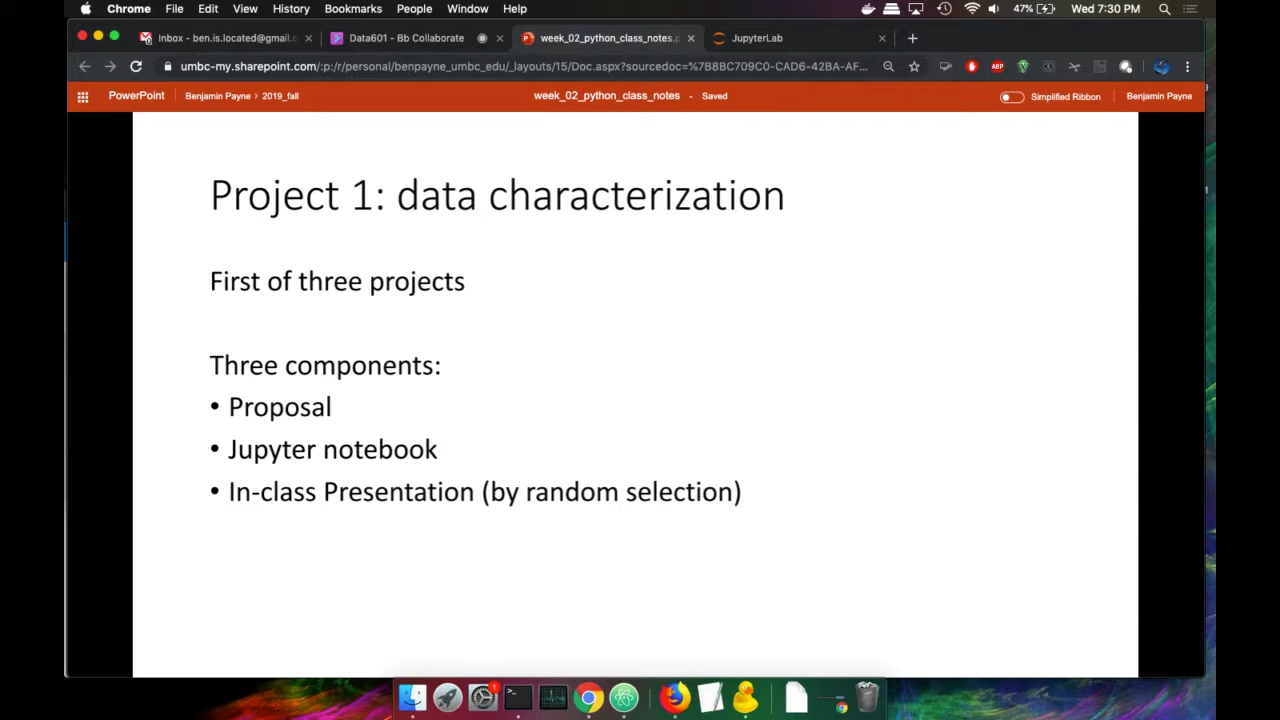 Chrome File Edit View History Bookmarks People Window Help 47% Wed 7:30 PM
Inbox - ben.is.located@gmail.c Data601 - Bb Collaborate week_02_python_class_notes.p JupyterLab
umbc-my.sharepoint.com/:p:/r/personal/benpayne_umbc_edu/_layouts/15/Doc.aspx?sourcedoc=%7B8BC709C0-CAD6-42BA-AF... ABP
PowerPoint Benjamin Payne > 2019_fall week_02_python_class_notes - Saved Simplified Ribbon Benjamin Payne
Project 1: data characterization
First of three projects
Three components:
• Proposal
• Jupyter notebook
• In-class Presentation (by random selection)
1